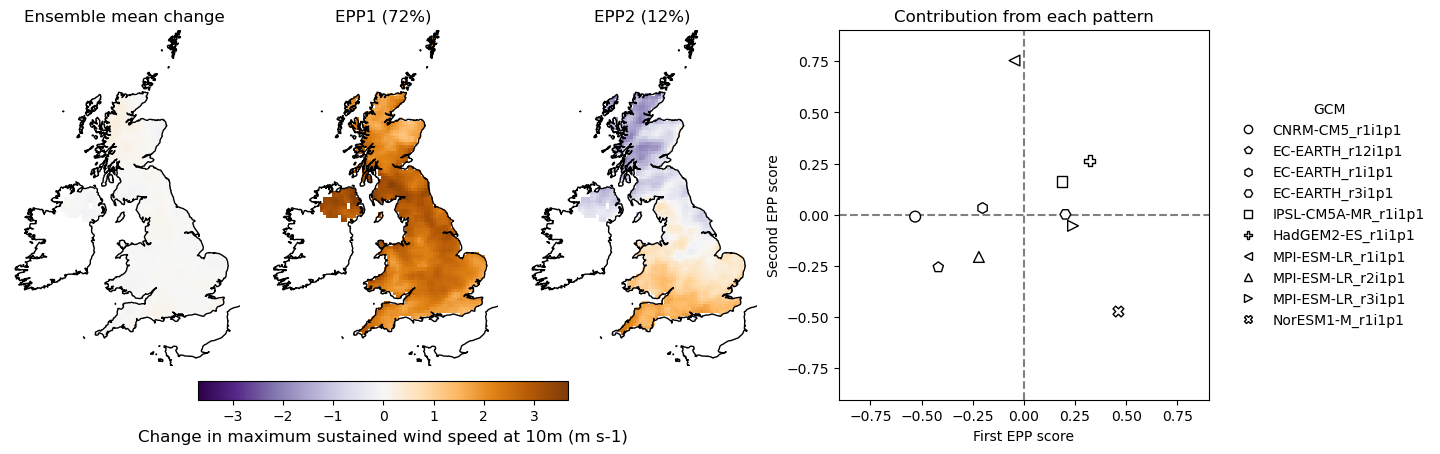 Ensemble mean change
EPP1 (72%)
EPP2 (12%)
Contribution from each pattern
−3 −2 −1 0 1 2 3
Change in maximum sustained wind speed at 10m (m s-1)
Second EPP score
0.75
0.50
0.25
0.00
−0.25
−0.50
−0.75
−0.75 −0.50 −0.25 0.00 0.25 0.50 0.75
First EPP score
GCM
CNRM-CM5_r1i1p1
EC-EARTH_r12i1p1
EC-EARTH_r1i1p1
EC-EARTH_r3i1p1
IPSL-CM5A-MR_r1i1p1
HadGEM2-ES_r1i1p1
MPI-ESM-LR_r1i1p1
MPI-ESM-LR_r2i1p1
MPI-ESM-LR_r3i1p1
NorESM1-M_r1i1p1